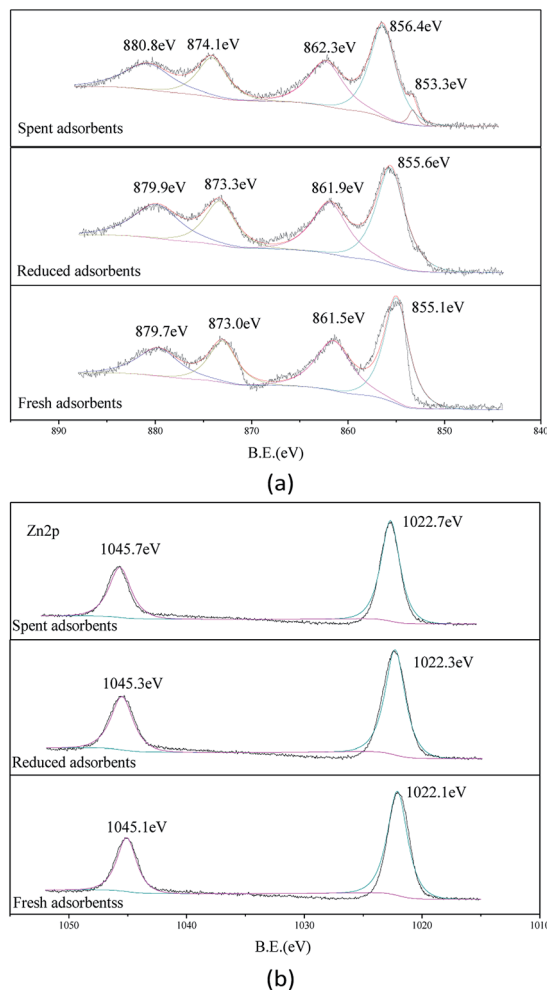 880.8eV 874.1eV 862.3eV 856.4eV
853.3eV
Spent adsorbents
879.9eV 873.3eV 861.9eV 855.6eV
Reduced adsorbents
879.7eV 873.0eV 861.5eV 855.1eV
Fresh adsorbents
890 880 870 860 850 840
B.E.(eV)
(a)
Zn2p
1045.7eV 1022.7eV
Spent adsorbents
1045.3eV 1022.3eV
Reduced adsorbents
1045.1eV 1022.1eV
Fresh adsorbentss
1050 1040 1030 1020 1010
B.E.(eV)
(b)